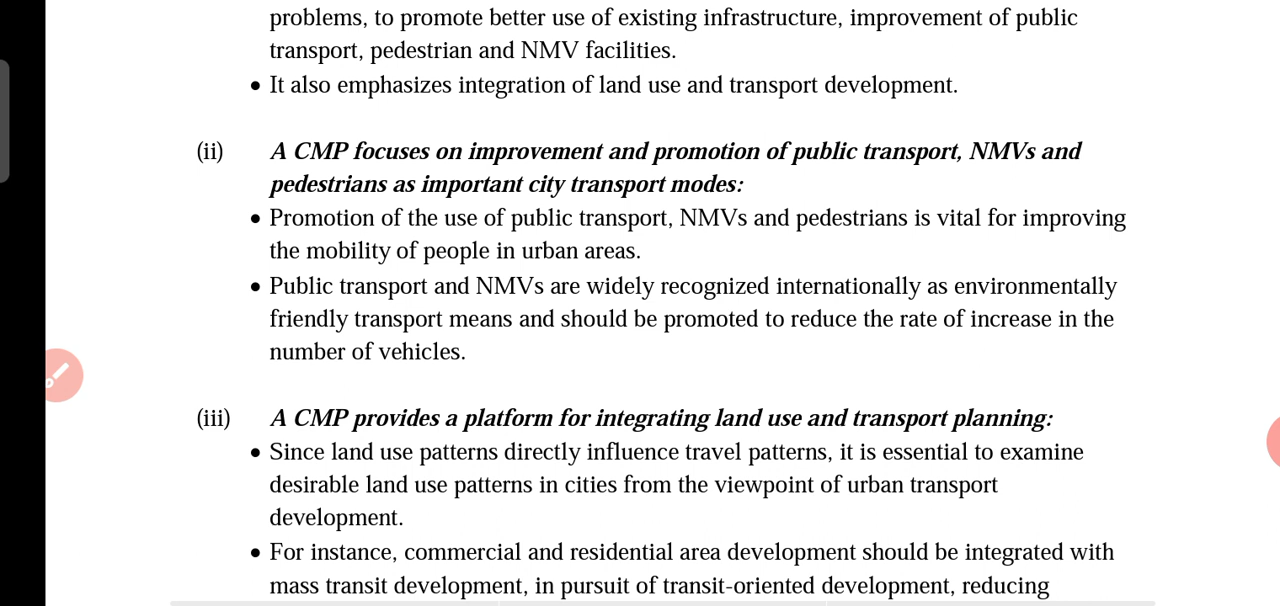 problems, to promote better use of existing infrastructure, improvement of public
transport, pedestrian and NMV facilities.
• It also emphasizes integration of land use and transport development.
(ii) A CMP focuses on improvement and promotion of public transport, NMVs and
pedestrians as important city transport modes:
• Promotion of the use of public transport, NMVs and pedestrians is vital for improving
the mobility of people in urban areas.
• Public transport and NMVs are widely recognized internationally as environmentally
friendly transport means and should be promoted to reduce the rate of increase in the
number of vehicles.
(iii) A CMP provides a platform for integrating land use and transport planning:
• Since land use patterns directly influence travel patterns, it is essential to examine
desirable land use patterns in cities from the viewpoint of urban transport
development.
• For instance, commercial and residential area development should be integrated with
mass transit development, in pursuit of transit-oriented development, reducing